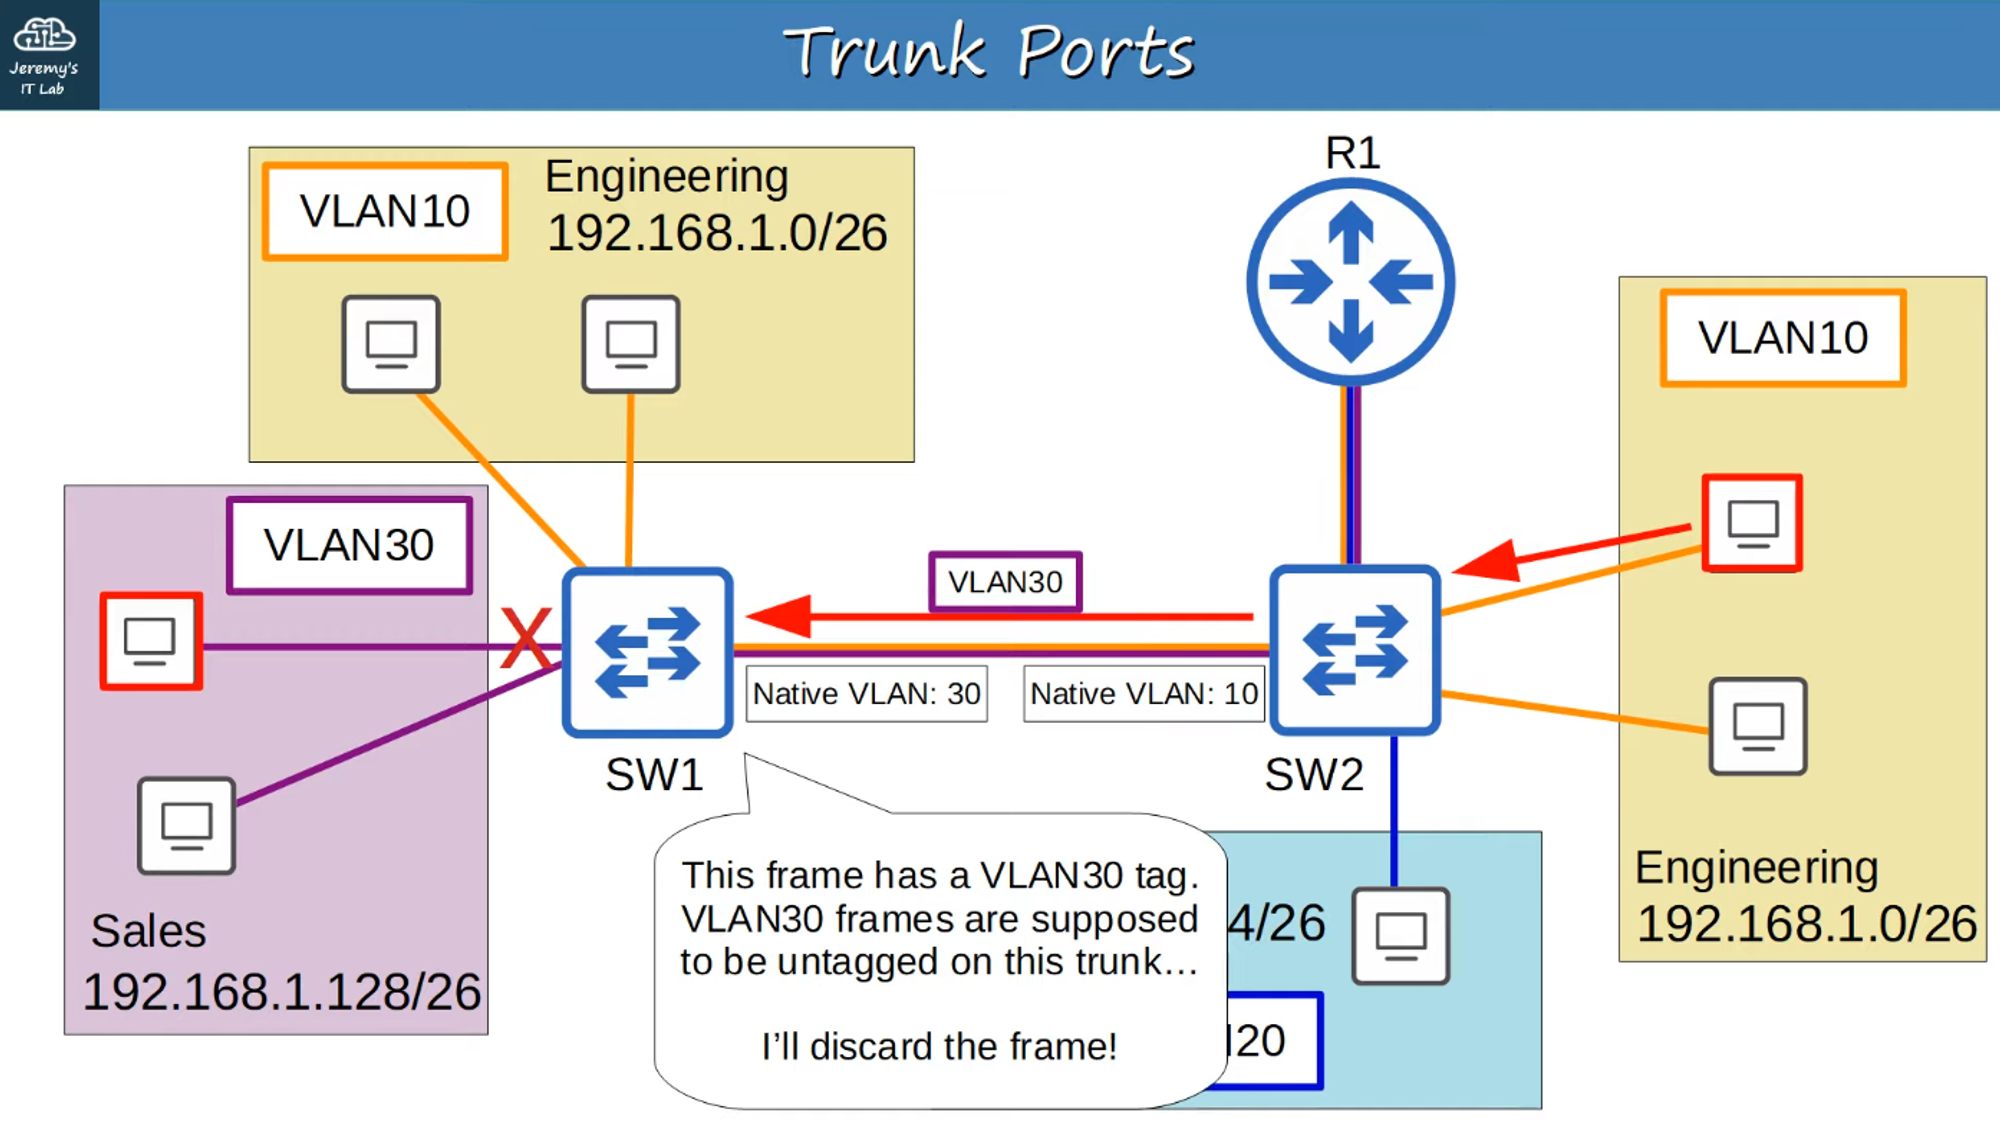 Jeremy's
IT Lab
Trunk Ports
VLAN10
Engineering
192.168.1.0/26
R1
VLAN10
VLAN30
VLAN30
X
Native VLAN: 30
Native VLAN: 10
SW1
SW2
This frame has a VLAN30 tag.
VLAN30 frames are supposed
to be untagged on this trunk...
I'll discard the frame!
Sales
192.168.1.128/26
4/26
20
Engineering
192.168.1.0/26